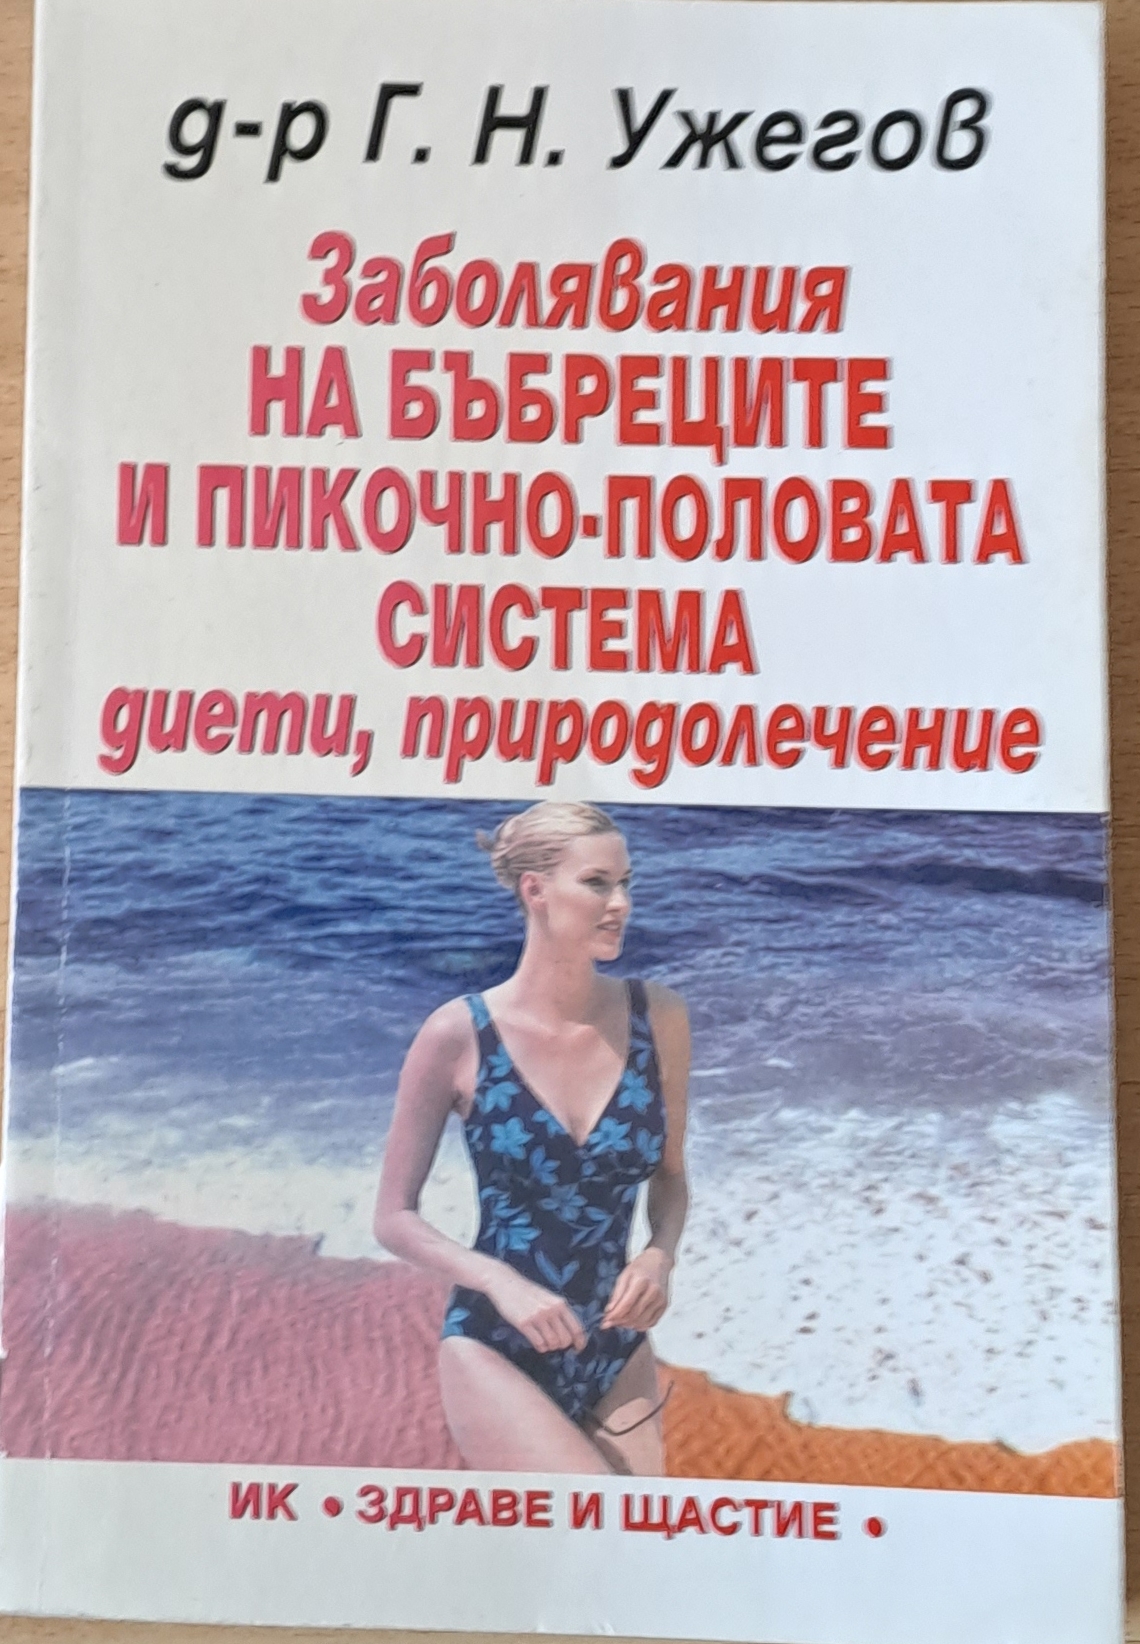 д-р Г. Н. Ужегов
Заболявания
НА БЪБРЕЦИТЕ
И ПИКОЧНО-ПОЛОВАТА
СИСТЕМА
диети, природолечение
ИК • ЗДРАВЕ И ЩАСТИЕ •